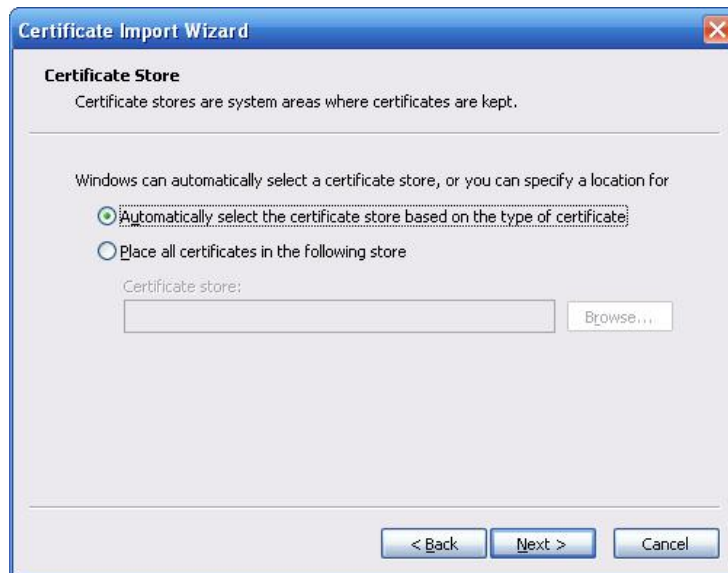 Certificate Import Wizard
Certificate Store
Certificate stores are system areas where certificates are kept.
Windows can automatically select a certificate store, or you can specify a location for
Automatically select the certificate store based on the type of certificate
Place all certificates in the following store
Certificate store:
Browse...
< Back Next > Cancel